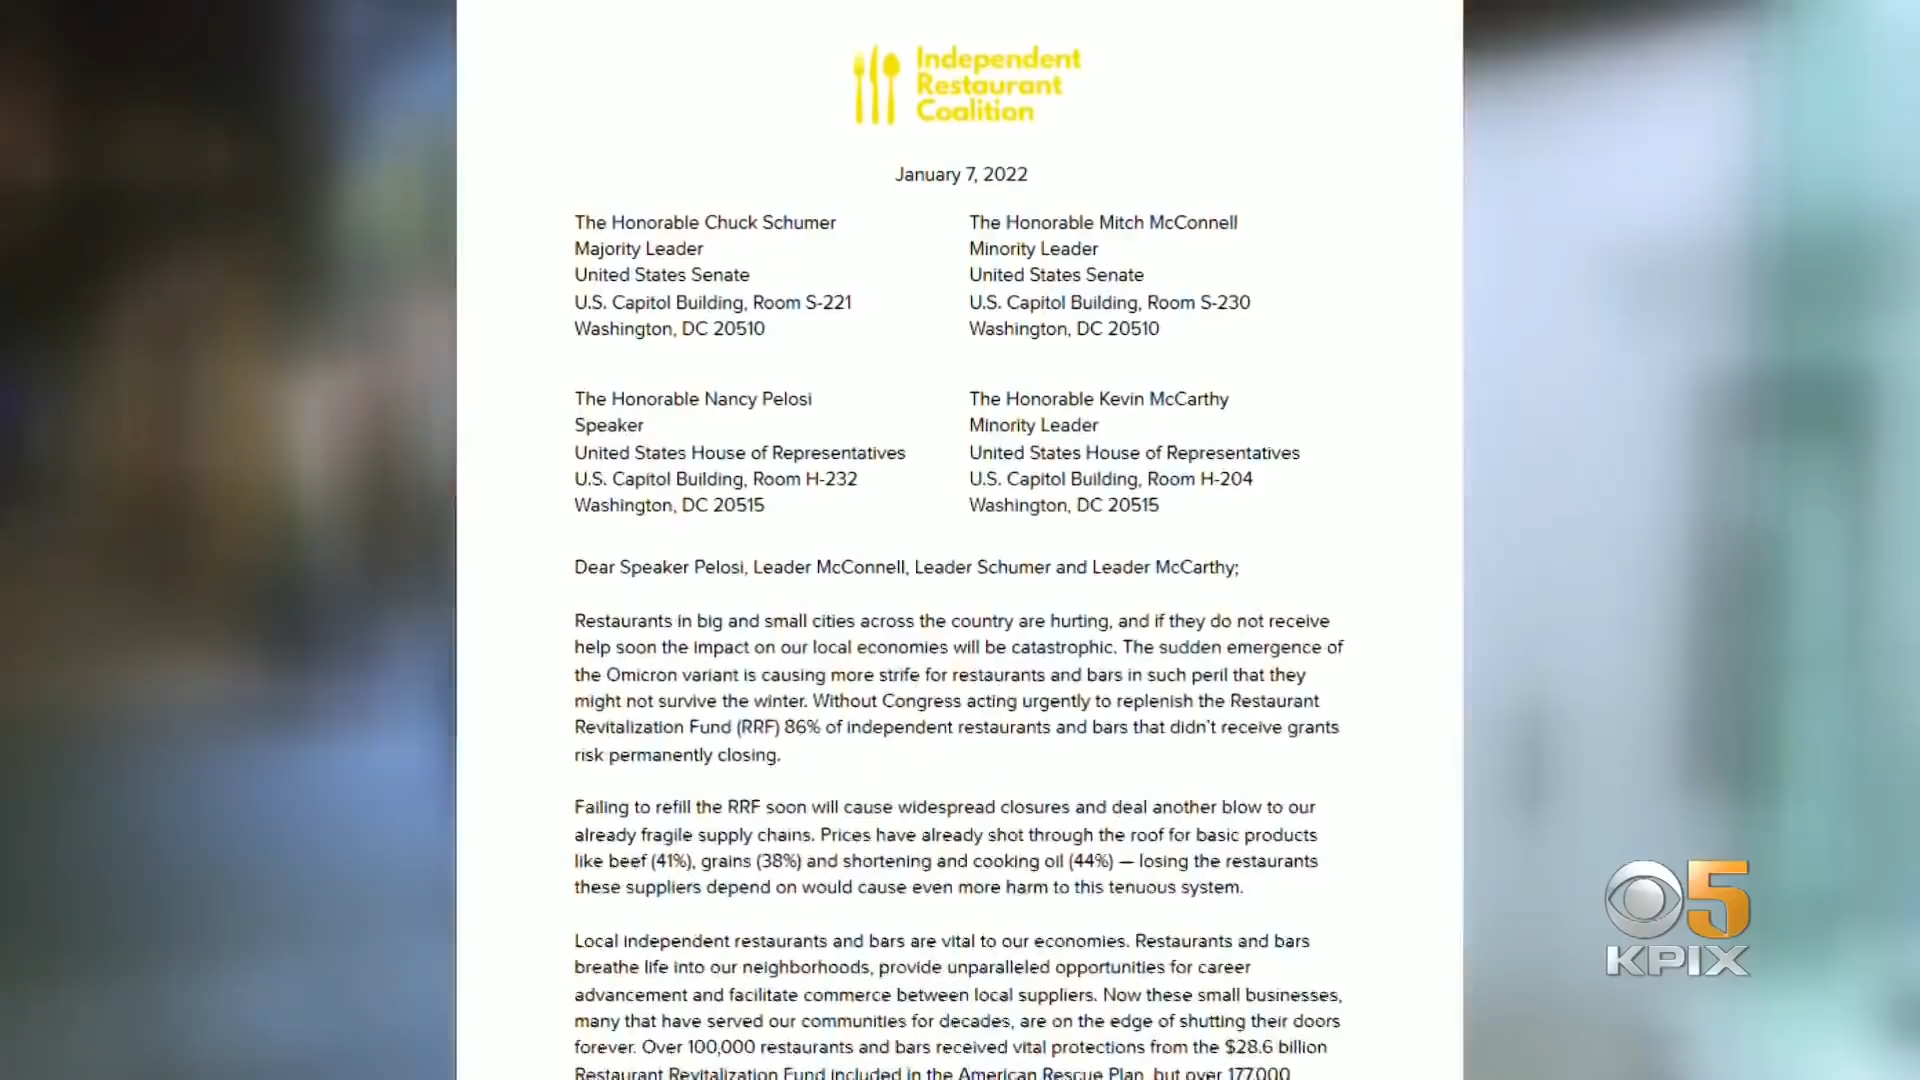 Independent
Restaurant
Coalition
January 7, 2022
The Honorable Chuck Schumer
Majority Leader
United States Senate
U.S. Capitol Building, Room S-221
Washington, DC 20510
The Honorable Mitch McConnell
Minority Leader
United States Senate
U.S. Capitol Building, Room S-230
Washington, DC 20510
The Honorable Nancy Pelosi
Speaker
United States House of Representatives
U.S. Capitol Building, Room H-232
Washington, DC 20515
The Honorable Kevin McCarthy
Minority Leader
United States House of Representatives
U.S. Capitol Building, Room H-204
Washington, DC 20515
Dear Speaker Pelosi, Leader McConnell, Leader Schumer and Leader McCarthy;
Restaurants in big and small cities across the country are hurting, and if they do not receive
help soon the impact on our local economies will be catastrophic. The sudden emergence of
the Omicron variant is causing more strife for restaurants and bars in such peril that they
might not survive the winter. Without Congress acting urgently to replenish the Restaurant
Revitalization Fund (RRF) 86% of independent restaurants and bars that didn't receive grants
risk permanently closing.
Failing to refill the RRF soon will cause widespread closures and deal another blow to our
already fragile supply chains. Prices have already shot through the roof for basic products
like beef (41%), grains (38%) and shortening and cooking oil (44%) — losing the restaurants
these suppliers depend on would cause even more harm to this tenuous system.
Local independent restaurants and bars are vital to our economies. Restaurants and bars
breathe life into our neighborhoods, provide unparalleled opportunities for career
advancement and facilitate commerce between local suppliers. Now these small businesses,
many that have served our communities for decades, are on the edge of shutting their doors
forever. Over 100,000 restaurants and bars received vital protections from the $28.6 billion
Restaurant Revitalization Fund included in the American Rescue Plan, but over 177,000
5
KPIX